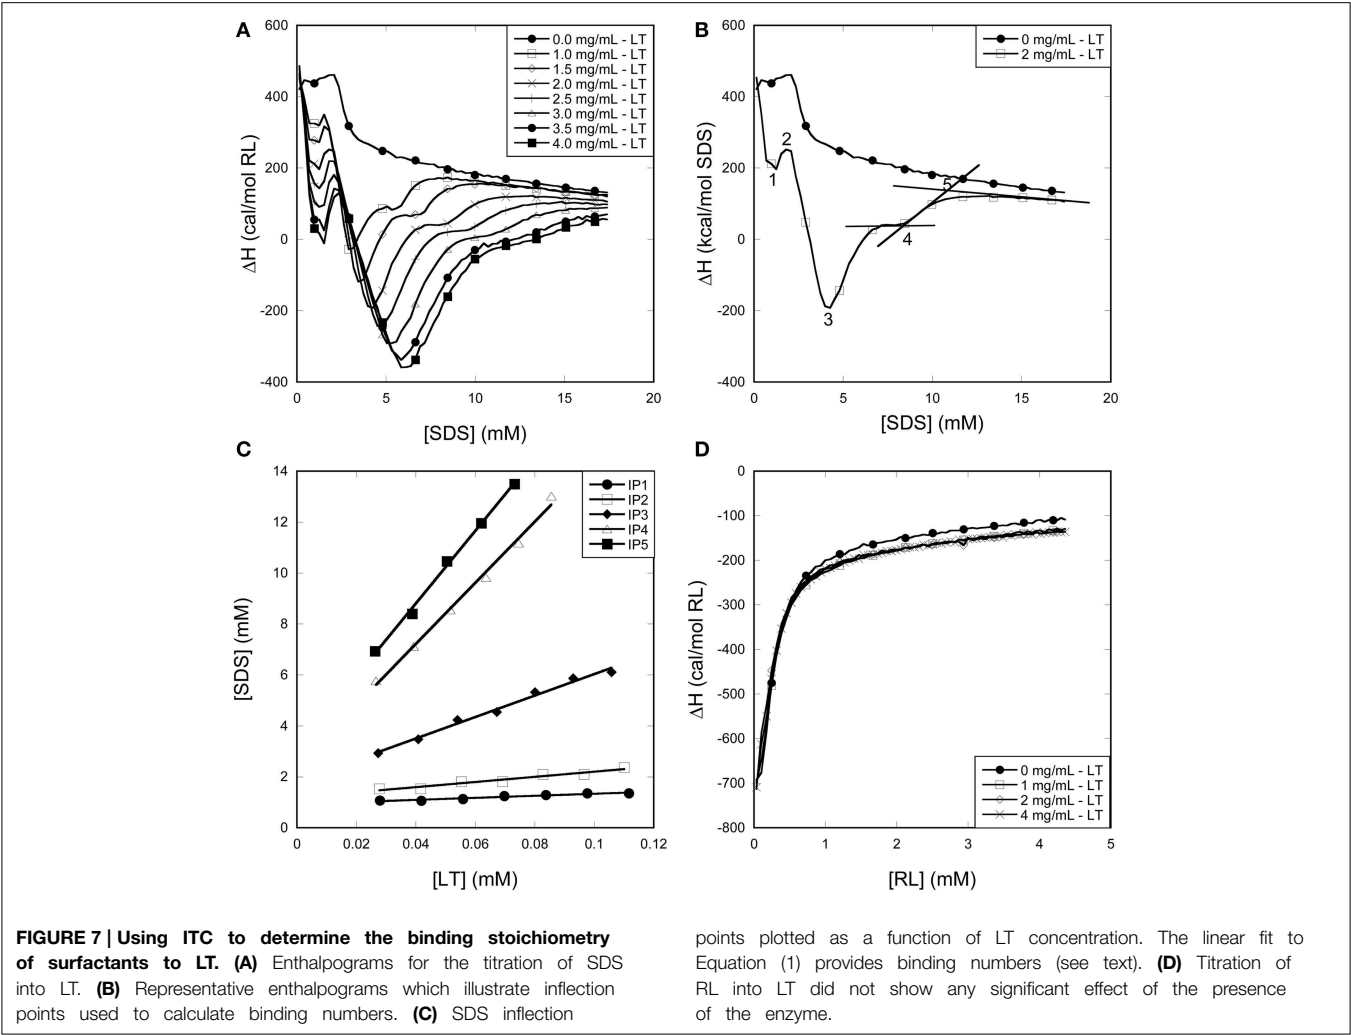 A
600
400
200
0
-200
-400
0
5
10
15
20
ΔH (cal/mol RL)
[SDS] (mM)
0.0 mg/mL - LT
1.0 mg/mL - LT
1.5 mg/mL - LT
2.0 mg/mL - LT
2.5 mg/mL - LT
3.0 mg/mL - LT
3.5 mg/mL - LT
4.0 mg/mL - LT
B
600
400
200
0
-200
-400
0
5
10
15
20
ΔH (kcal/mol SDS)
[SDS] (mM)
0 mg/mL - LT
2 mg/mL - LT
1
2
3
4
5
C
14
12
10
8
6
4
2
0
0
0.02
0.04
0.06
0.08
0.1
0.12
[SDS] (mM)
[LT] (mM)
IP1
IP2
IP3
IP4
IP5
D
0
-100
-200
-300
-400
-500
-600
-700
-800
0
1
2
3
4
5
ΔH (cal/mol RL)
[RL] (mM)
0 mg/mL - LT
1 mg/mL - LT
2 mg/mL - LT
4 mg/mL - LT
FIGURE 7 | Using ITC to determine the binding stoichiometry
of surfactants to LT. (A) Enthalpograms for the titration of SDS
into LT. (B) Representative enthalpograms which illustrate inflection
points used to calculate binding numbers. (C) SDS inflection
points plotted as a function of LT concentration. The linear fit to
Equation (1) provides binding numbers (see text). (D) Titration of
RL into LT did not show any significant effect of the presence
of the enzyme.